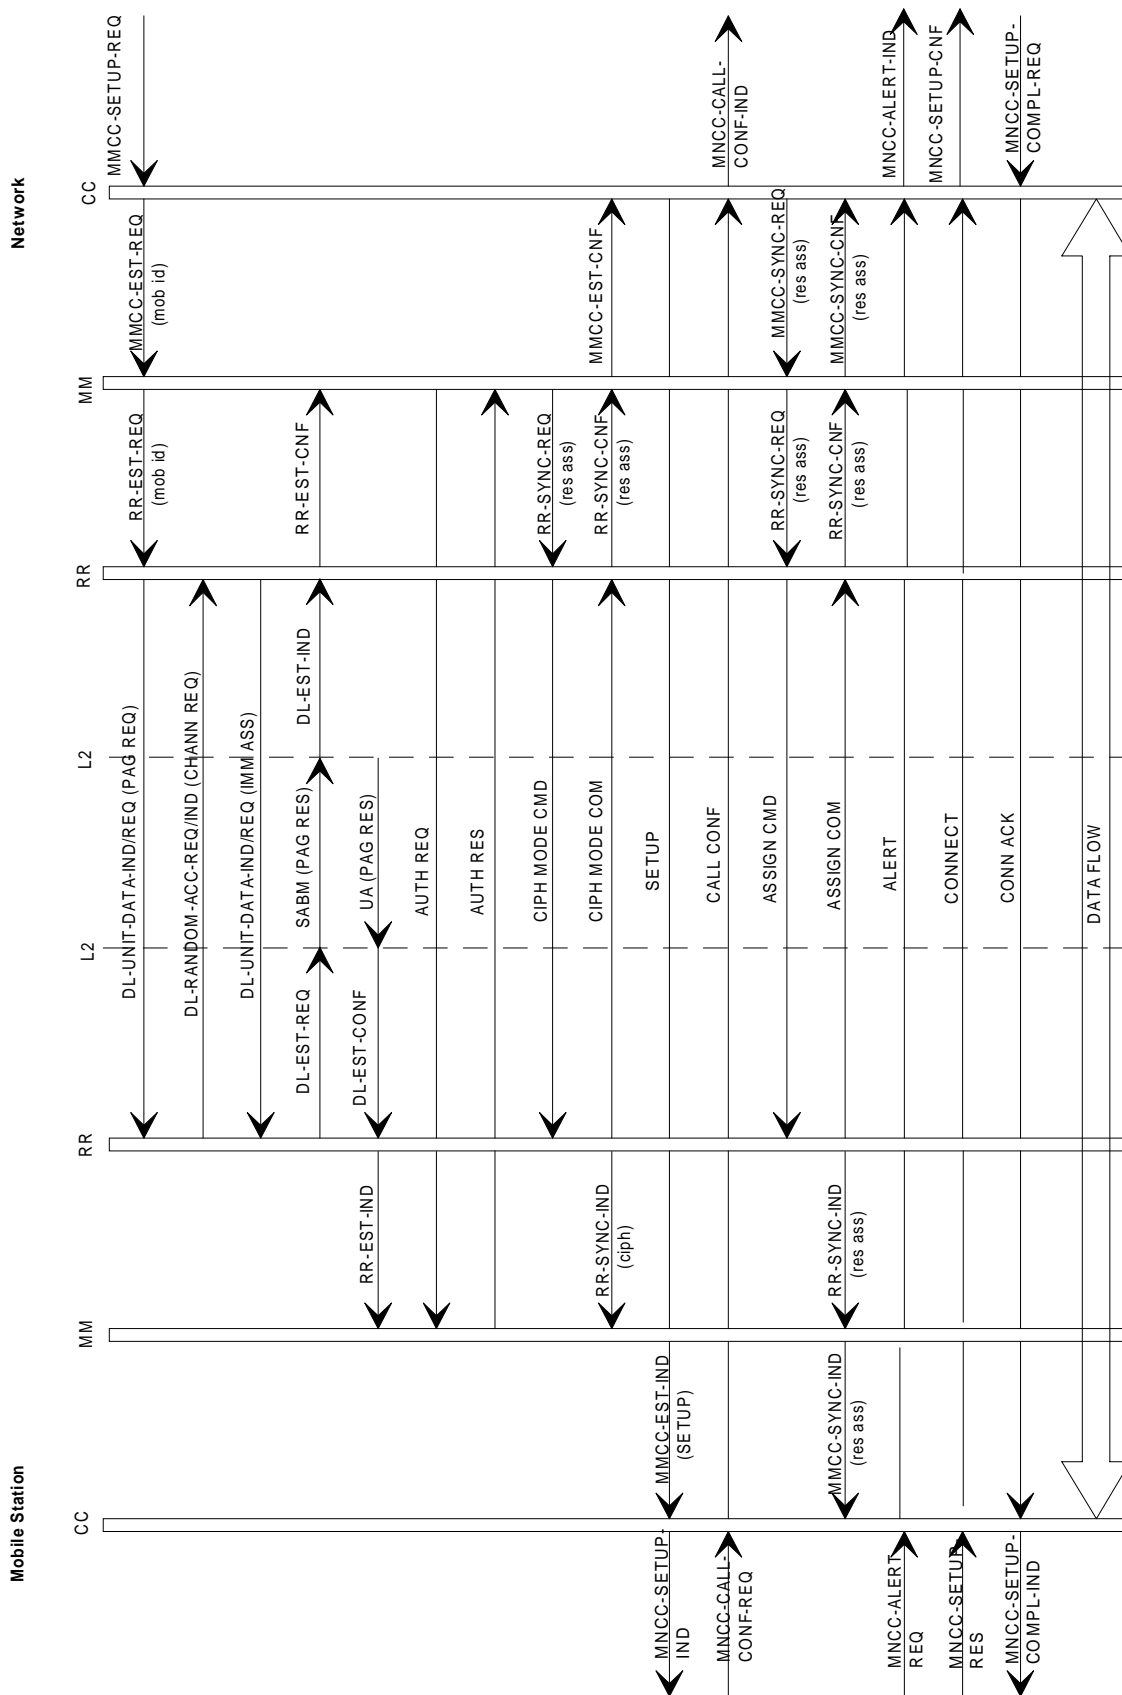 Mobile Station
Network
CC
MM
RR
L2
L2
RR
MM
CC
MMCC-SETUP-REQ
MMCC-EST-REQ
(mob id)
RR-EST-REQ
(mob id)
DL-UNIT-DATA-IND/REQ (PAG REQ)
DL-RANDOM-ACC-REQ/IND (CHANN REQ)
DL-UNIT-DATA-IND/REQ (IMM ASS)
DL-EST-REQ
SABM (PAG RES)
DL-EST-IND
RR-EST-CNF
RR-EST-IND
DL-EST-CONF
UA (PAG RES)
AUTH REQ
AUTH RES
CIPH MODE CMD
RR-SYNC-REQ
(res ass)
RR-SYNC-IND
(ciph)
CIPH MODE COM
RR-SYNC-CNF
(res ass)
MMCC-EST-CNF
MNCC-SETUP-
IND
MMCC-EST-IND
(SETUP)
SETUP
MNCC-CALL-
CONF-REQ
CALL CONF
MNCC-CALL-
CONF-IND
ASSIGN CMD
RR-SYNC-REQ
(res ass)
MMCC-SYNC-REQ
(res ass)
MMCC-SYNC-IND
(res ass)
RR-SYNC-IND
(res ass)
ASSIGN COM
RR-SYNC-CNF
(res ass)
MMCC-SYNC-CNF
(res ass)
MNCC-ALERT
REQ
ALERT
MNCC-ALERT-IND
MNCC-SETUP-
RES
CONNECT
MNCC-SETUP-CNF
MNCC-SETUP-
COMPL-IND
CONN ACK
MNCC-SETUP-
COMPL-REQ
DATA FLOW